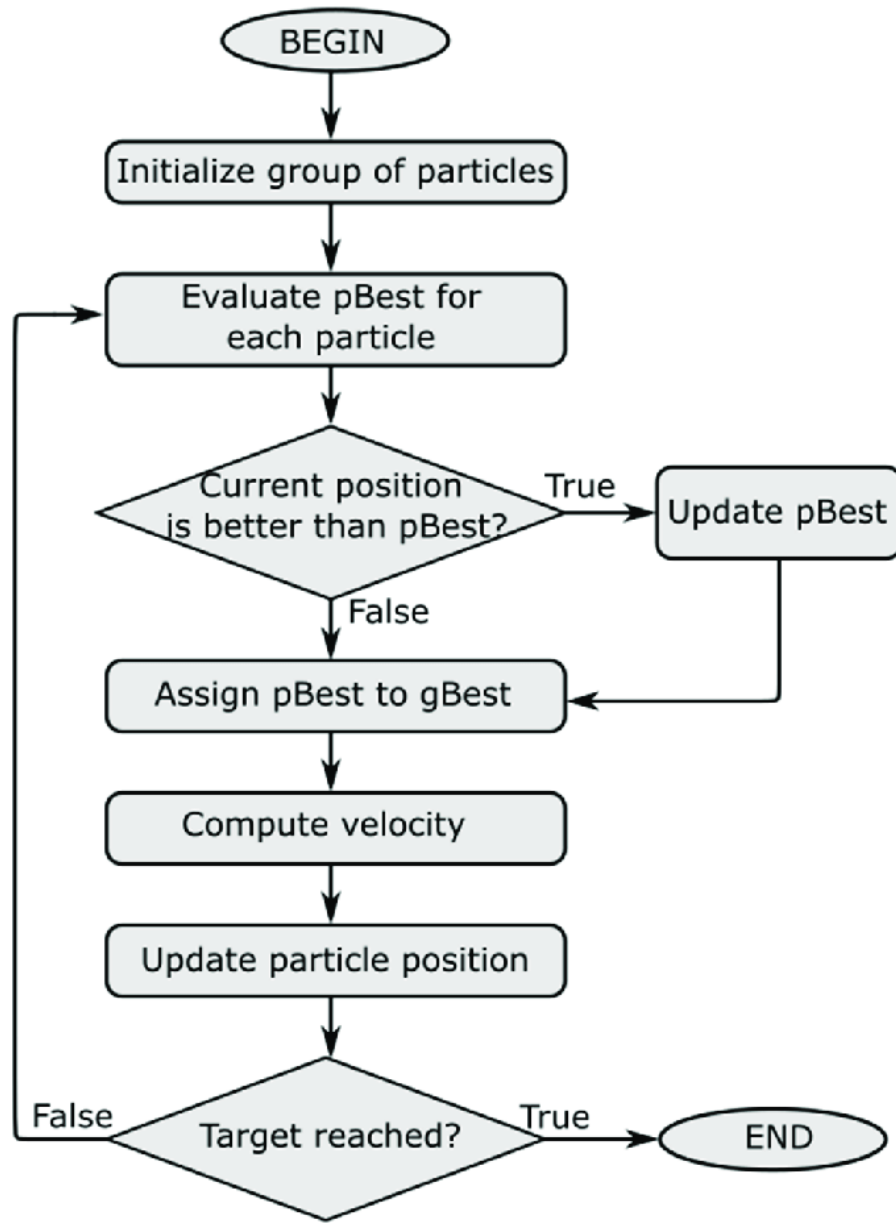 BEGIN
Initialize group of particles
Evaluate pBest for
each particle
Current position
is better than pBest?
True
Update pBest
False
Assign pBest to gBest
Compute velocity
Update particle position
False
Target reached?
True
END